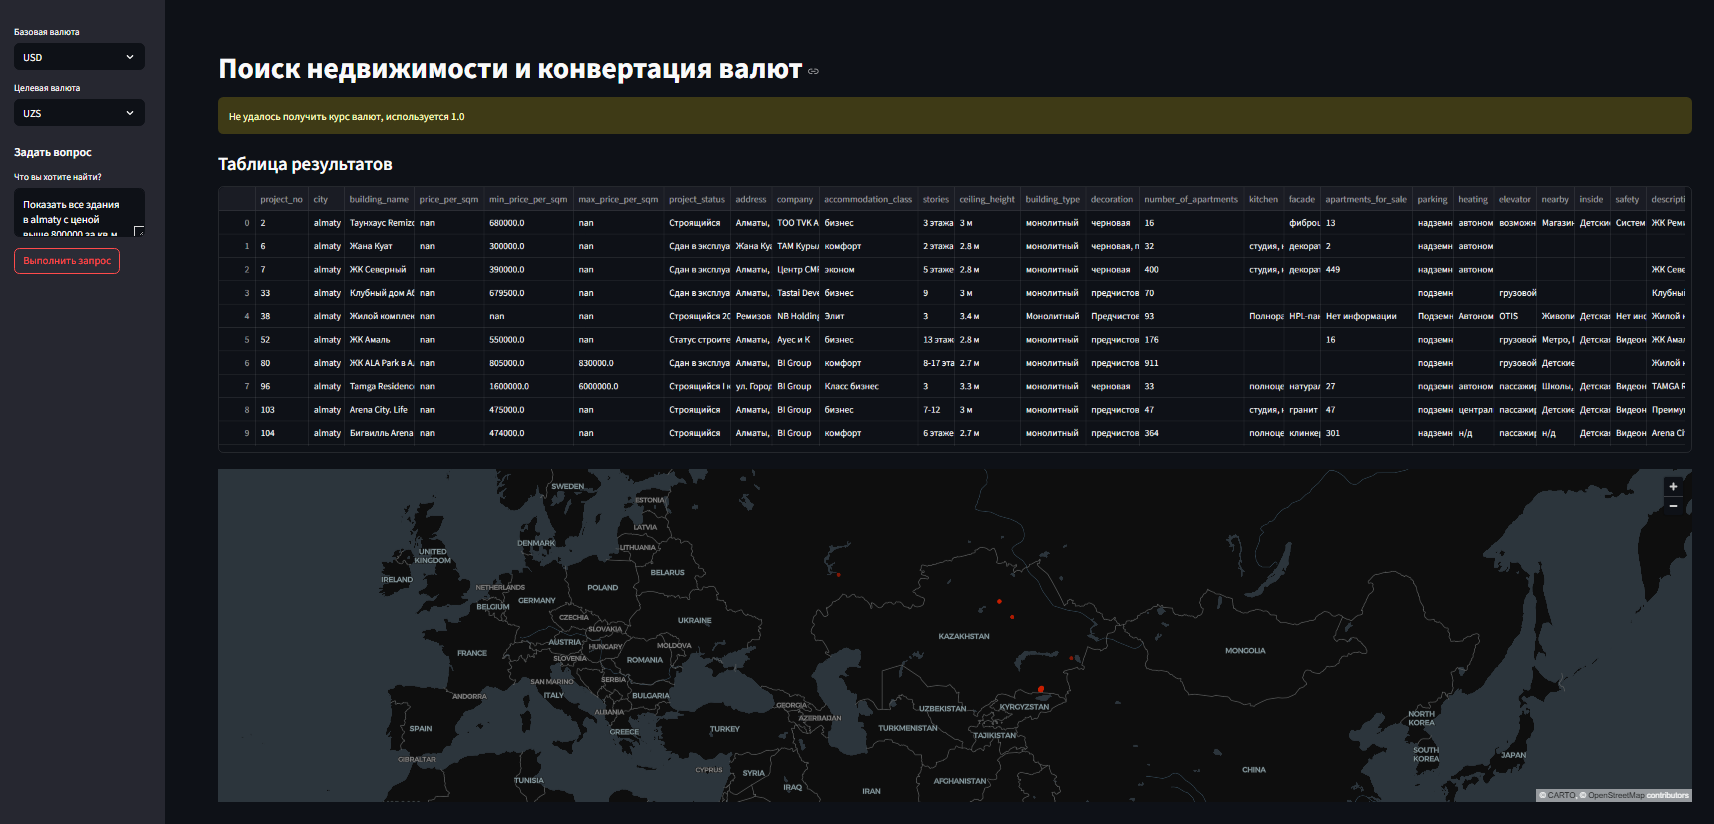 Базовая валюта
USD
Целевая валюта
UZS
Задать вопрос
Что вы хотите найти?
Показать все здания
в almaty с ценой
выше 800000 за кв.м
Выполнить запрос
Поиск недвижимости и конвертация валют
Не удалось получить курс валют, используется 1.0
Таблица результатов
project_no city building_name price_per_sqm min_price_per_sqm max_price_per_sqm project_status address company accommodation_class stories ceiling_height building_type decoration number_of_apartments kitchen facade apartments_for_sale parking heating elevator nearby inside safety descripti
0 2 almaty Таунхаус Remizo nan 680000.0 nan Строящийся ТОО TVK A бизнес 3 этажа 3 м монолитный черновая 16 фиброц 13 надземн автоном возможн Магазин Детски Систем ЖК Реми
1 6 almaty Жана Куат nan 300000.0 nan Сдан в эксплуа Жана Куа ТАМ Курыл комфорт 2 этажа 2.8 м монолитный черновая, п 32 студия, н декорат 2 надземн автоном
2 7 almaty ЖК Северный nan 390000.0 nan Сдан в эксплуа Алматы, Центр СМР эконом 5 этаже 2.8 м монолитный черновая 400 студия, н декорат 449 надземн автоном ЖК Севе
3 33 almaty Клубный дом Аб nan 679500.0 nan Сдан в эксплуа Алматы, Tastai Deve бизнес 9 3 м монолитный предчистов 70 подземн грузовой Клубный
4 38 almaty Жилой комплек nan nan nan Строящийся 20 Ремизов NB Holding Элит 3 3.4 м Монолитный Предчистов 93 Полнора HPL-пан Нет информации Подземн Автоном OTIS Живопи Детская Нет инф Жилой к
5 52 almaty ЖК Амаль nan 550000.0 nan Статус строите Алматы, Ауес и К бизнес 13 этаж 2.8 м монолитный предчистов 176 16 подземн грузовой Метро, Детская Видеон ЖК Амал
6 80 almaty ЖК ALA Park в А. nan 805000.0 830000.0 Сдан в эксплуа Алматы, BI Group комфорт 8-17 эта 2.7 м монолитный предчистов 911 подземн грузовой Детские Жилой к
7 96 almaty Tamga Residenc nan 1600000.0 6000000.0 Строящийся I к ул. Город BI Group Класс бизнес 3 3.3 м монолитный черновая 33 полноце натурал 27 подземн автоном пассажир Школы, Детская Видеон TAMGA R
8 103 almaty Arena City. Life nan 475000.0 nan Строящийся Алматы, BI Group бизнес 7-12 3 м монолитный предчистов 47 студия, н гранит 47 подземн централ пассажир Детские Детская Видеон Преиму
9 104 almaty Бигвилль Arena nan 474000.0 nan Строящийся Алматы, BI Group комфорт 6 этаже 2.7 м монолитный предчистов 364 полноце клинкер 301 надземн н/д пассажир н/д Детская Видеон Arena Ci
+
−
SWEDEN
ESTONIA
LATVIA
DENMARK
LITHUANIA
UNITED
KINGDOM
IRELAND
BELARUS
NETHERLANDS
POLAND
GERMANY
BELGIUM
CZECHIA
UKRAINE
SLOVAKIA
KAZAKHSTAN
AUSTRIA
HUNGARY
MOLDOVA
FRANCE
SLOVENIA
ROMANIA
MONGOLIA
SAN MARINO
SERBIA
ANDORRA
ITALY
BULGARIA
GEORGIA
UZBEKISTAN
KYRGYZSTAN
ALBANIA
AZERBAIJAN
NORTH
KOREA
SPAIN
GREECE
TURKEY
TURKMENISTAN
TAJIKISTAN
SOUTH
KOREA
JAPAN
GIBRALTAR
CYPRUS
SYRIA
CHINA
TUNISIA
IRAQ
IRAN
AFGHANISTAN
© CARTO, © OpenStreetMap contributors